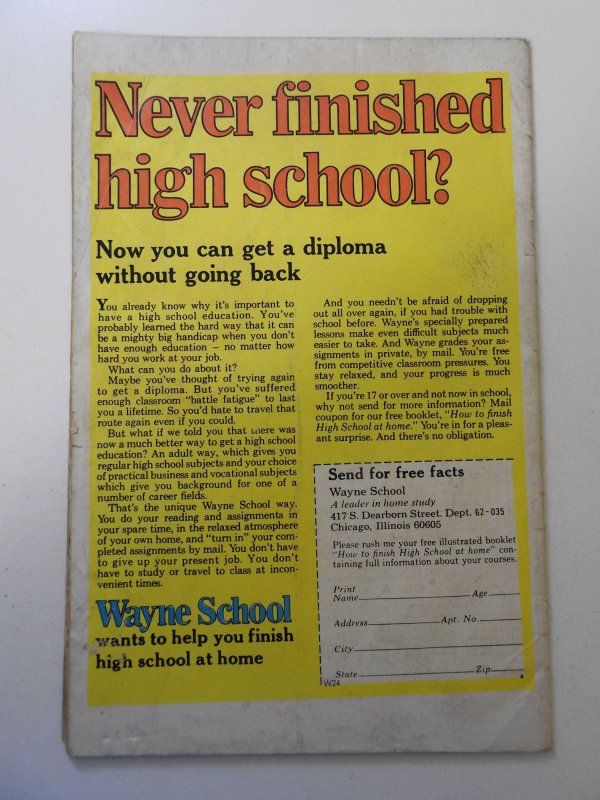 Never finished
high school?
Now you can get a diploma
without going back
You already know why it's important to
have a high school education. You've
probably learned the hard way that it can
be a mighty big handicap when you don't
have enough education – no matter how
hard you work at your job.
What can you do about it?
Maybe you've thought of trying again
to get a diploma. But you've suffered
enough classroom "battle fatigue" to last
you a lifetime. So you'd hate to travel that
route again even if you could.
But what if we told you that there was
now a much better way to get a high school
education? An adult way, which gives you
regular high school subjects and your choice
of practical business and vocational subjects
which give you background for one of a
number of career fields.
That's the unique Wayne School way.
You do your reading and assignments in
your spare time, in the relaxed atmosphere
of your own home, and "turn in" your com-
pleted assignments by mail. You don't have
to give up your present job. You don't
have to study or travel to class at incon-
venient times.
Wayne School
wants to help you finish
high school at home
And you needn't be afraid of dropping
out all over again, if you had trouble with
school before. Wayne's specially prepared
lessons make even difficult subjects much
easier to take. And Wayne grades your as-
signments in private, by mail. You're free
from competitive classroom pressures. You
stay relaxed, and your progress is much
smoother.
If you're 17 or over and not now in school,
why not send for more information? Mail
coupon for our free booklet, "How to finish
High School at home." You're in for a pleas-
ant surprise. And there's no obligation.
Send for free facts
Wayne School
A leader in home study
417 S. Dearborn Street. Dept. 62-035
Chicago, Illinois 60605
Please rush me your free illustrated booklet
"How to finish High School at home" con-
taining full information about your courses.
Print
Name Age
Address Apt. No.
City
State Zip
W24 4